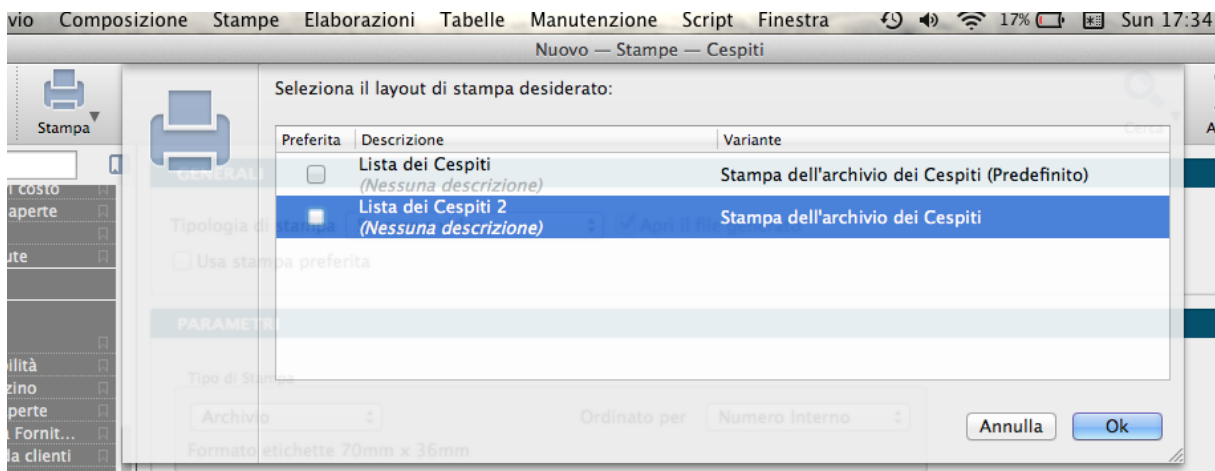 vio Composizione Stampe Elaborazioni Tabelle Manutenzione Script Finestra 17% Sun 17:34
Nuovo — Stampe — Cespiti
Stampa
Seleziona il layout di stampa desiderato:
Cerca
A
Preferita Descrizione Variante
Lista dei Cespiti
(Nessuna descrizione)
Stampa dell'archivio dei Cespiti (Predefinito)
Lista dei Cespiti 2
(Nessuna descrizione)
Stampa dell'archivio dei Cespiti
GENERALI
Tipologia di stampa
Apri il file generato
Usa stampa preferita
PARAMETRI
Tipo di Stampa
Archivio Ordinato per Numero Interno
Formato etichette 70mm x 36mm
i costo
aperte
ute
ilità
zino
perte
a Fornit...
da clienti
Annulla Ok